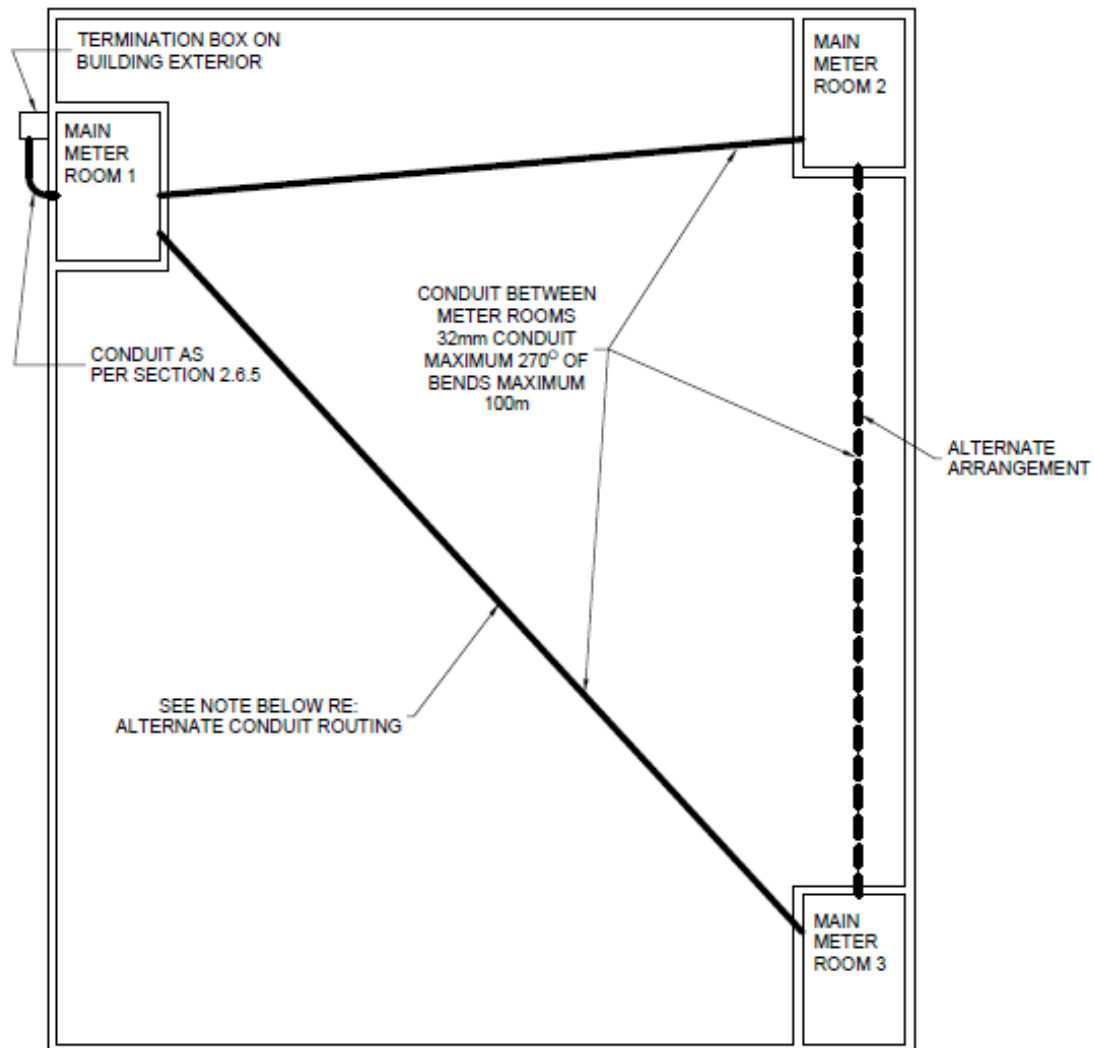 TERMINATION BOX ON
BUILDING EXTERIOR
MAIN
METER
ROOM 2
MAIN
METER
ROOM 1
CONDUIT BETWEEN
METER ROOMS
32mm CONDUIT
MAXIMUM 270° OF
BENDS MAXIMUM
100m
CONDUIT AS
PER SECTION 2.6.5
ALTERNATE
ARRANGEMENT
SEE NOTE BELOW RE:
ALTERNATE CONDUIT ROUTING
MAIN
METER
ROOM 3